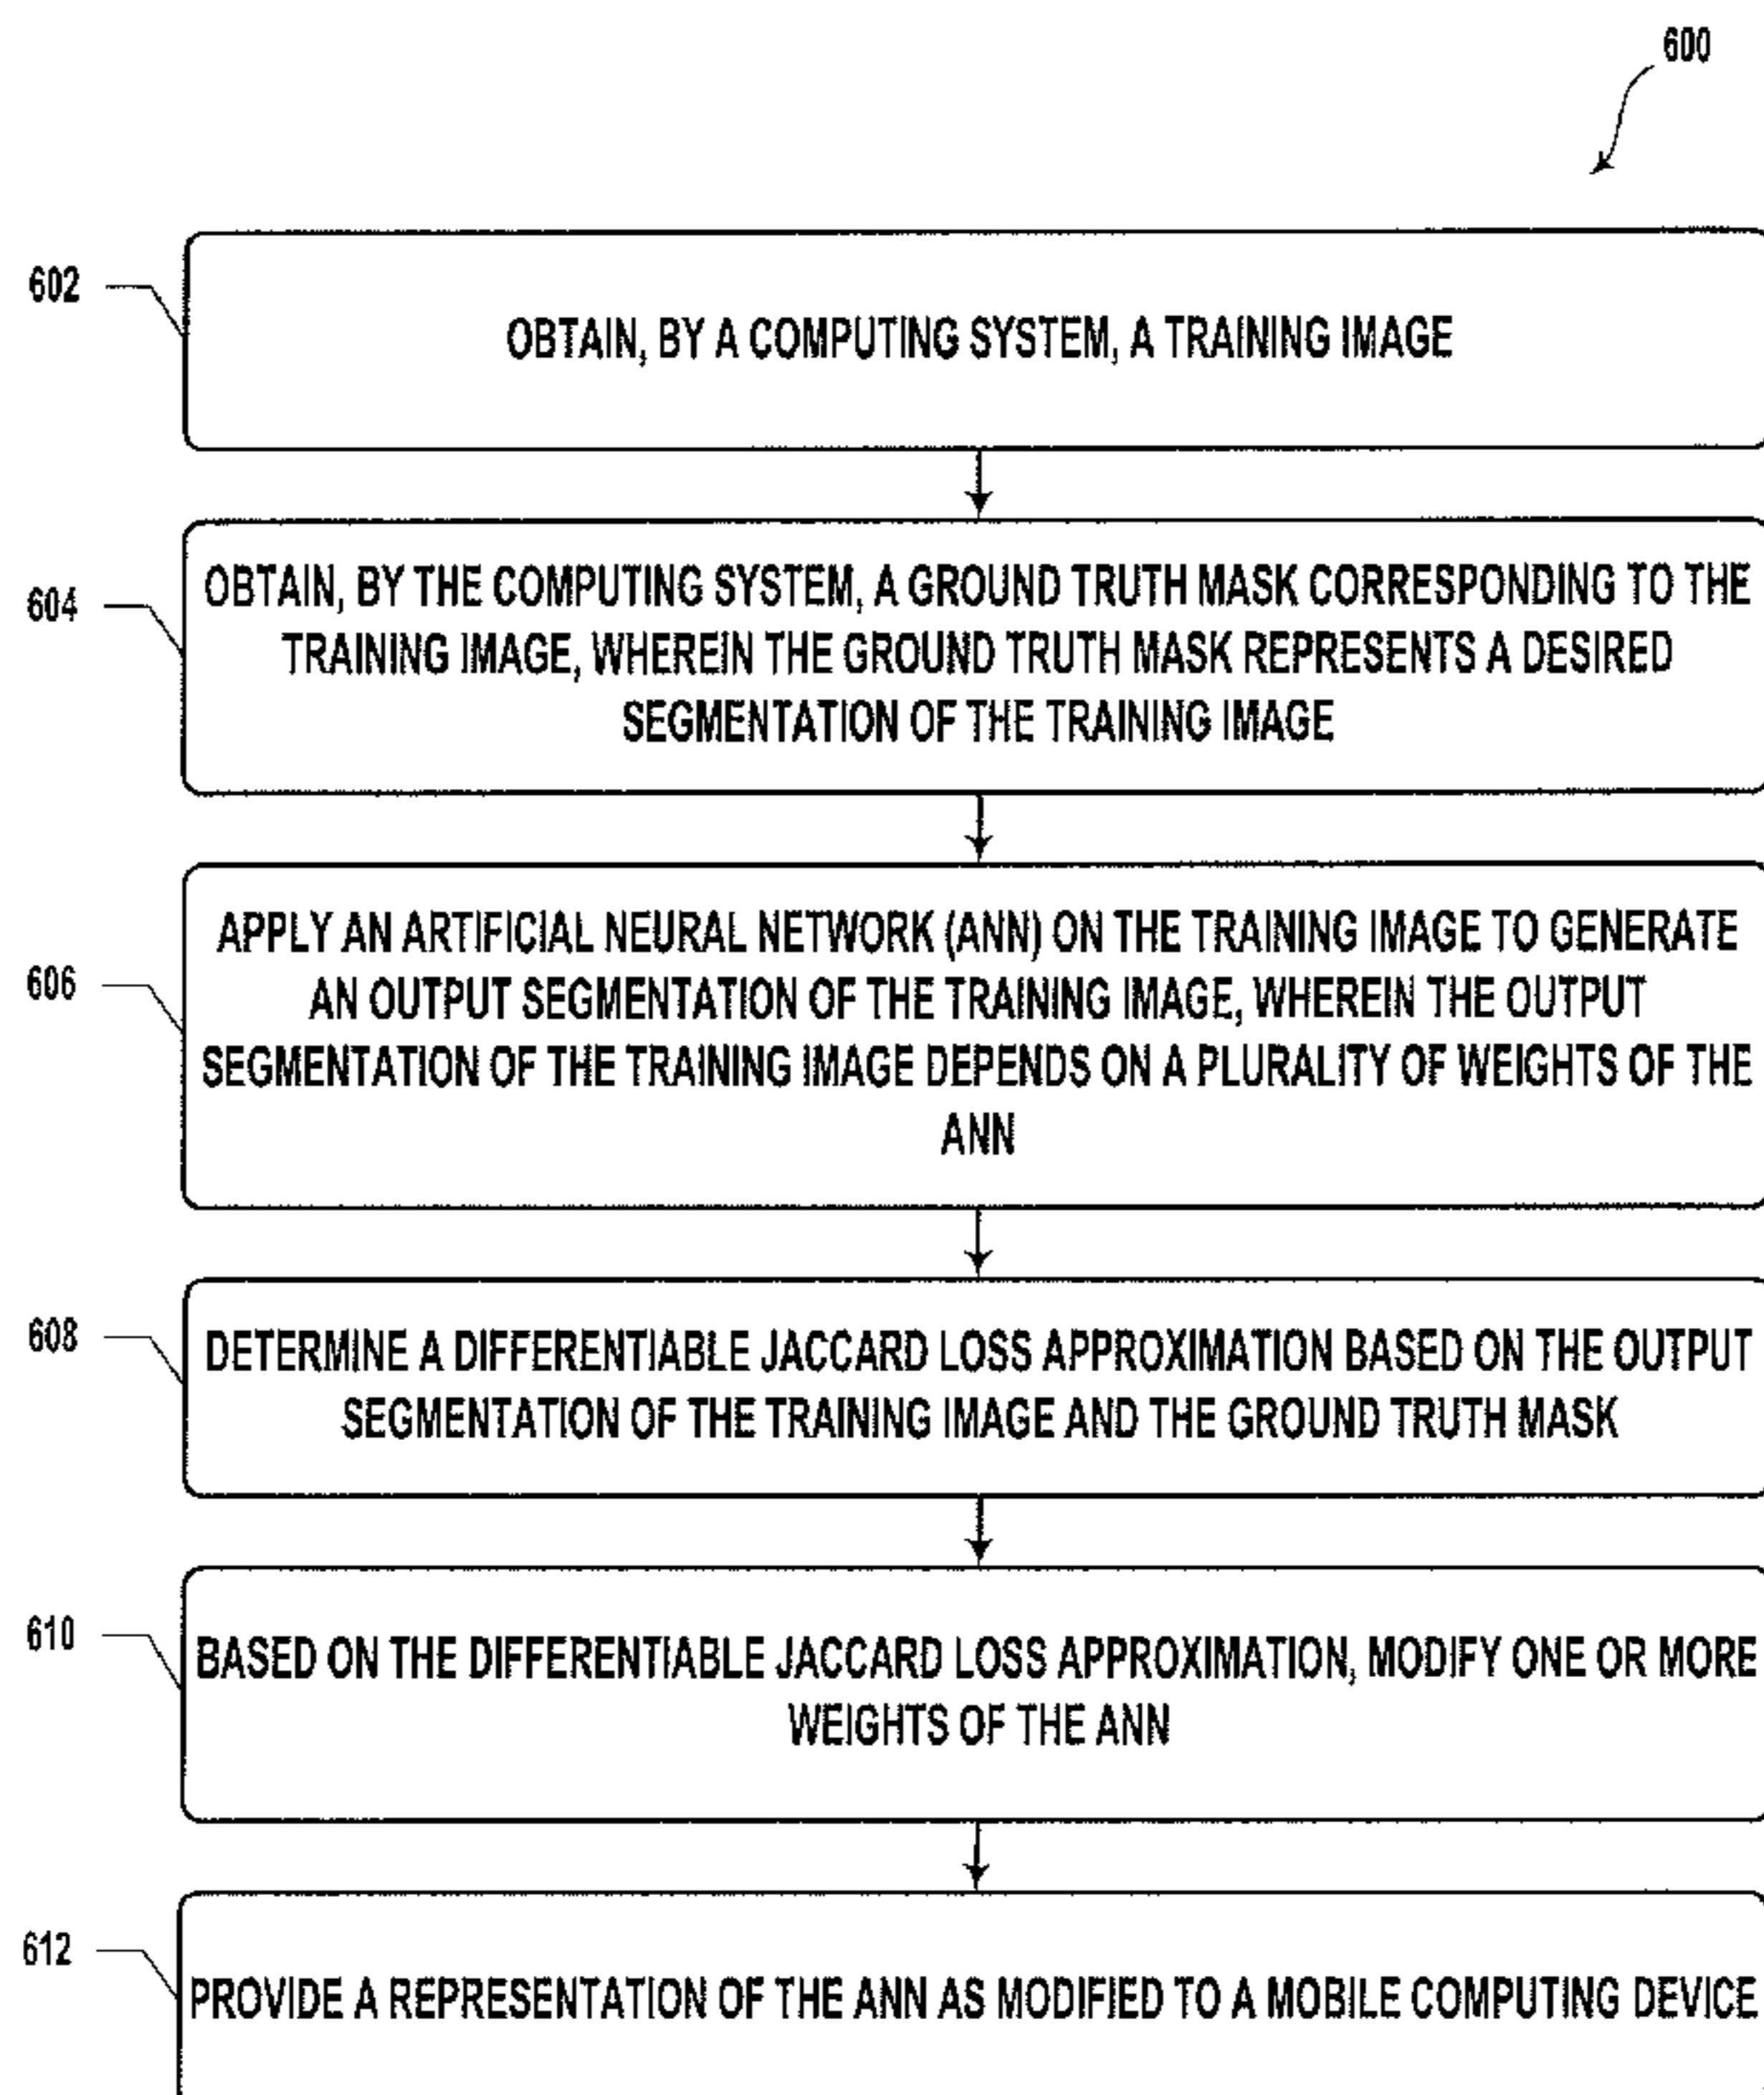 600
602
OBTAIN, BY A COMPUTING SYSTEM, A TRAINING IMAGE
604
OBTAIN, BY THE COMPUTING SYSTEM, A GROUND TRUTH MASK CORRESPONDING TO THE
TRAINING IMAGE, WHEREIN THE GROUND TRUTH MASK REPRESENTS A DESIRED
SEGMENTATION OF THE TRAINING IMAGE
606
APPLY AN ARTIFICIAL NEURAL NETWORK (ANN) ON THE TRAINING IMAGE TO GENERATE
AN OUTPUT SEGMENTATION OF THE TRAINING IMAGE, WHEREIN THE OUTPUT
SEGMENTATION OF THE TRAINING IMAGE DEPENDS ON A PLURALITY OF WEIGHTS OF THE
ANN
608
DETERMINE A DIFFERENTIABLE JACCARD LOSS APPROXIMATION BASED ON THE OUTPUT
SEGMENTATION OF THE TRAINING IMAGE AND THE GROUND TRUTH MASK
610
BASED ON THE DIFFERENTIABLE JACCARD LOSS APPROXIMATION, MODIFY ONE OR MORE
WEIGHTS OF THE ANN
612
PROVIDE A REPRESENTATION OF THE ANN AS MODIFIED TO A MOBILE COMPUTING DEVICE